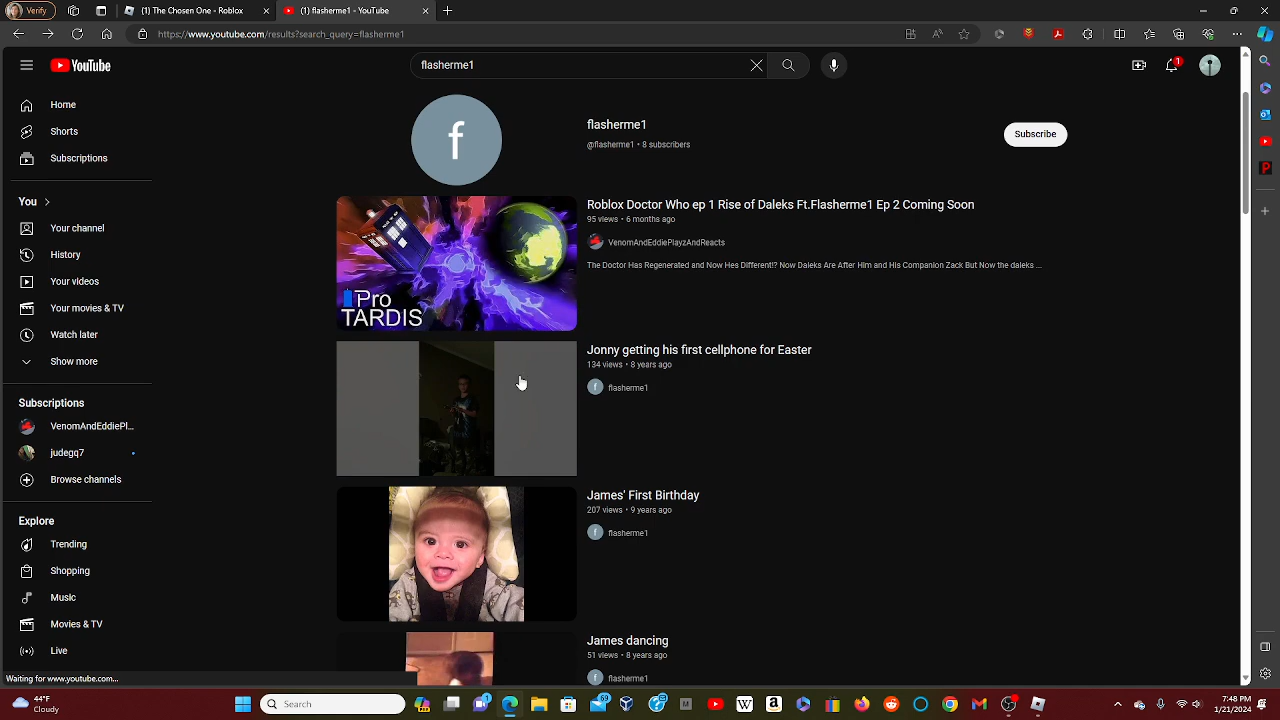 Verify
(1) The Chosen One - Roblox
(1) flasherme1 - YouTube
https://www.youtube.com/results?search_query=flasherme1
YouTube
flasherme1
1
Home
Shorts
Subscriptions
You
Your channel
History
Your videos
Your movies & TV
Watch later
Show more
Subscriptions
VenomAndEddiePl...
judegg7
Browse channels
Explore
Trending
Shopping
Music
Movies & TV
Live
f
flasherme1
@flasherme1 • 8 subscribers
Subscribe
Pro
TARDIS
Roblox Doctor Who ep 1 Rise of Daleks Ft.Flasherme1 Ep 2 Coming Soon
95 views • 6 months ago
VenomAndEddiePlayzAndReacts
The Doctor Has Regenerated and Now Hes Different!? Now Daleks Are After Him and His Companion Zack But Now the daleks ...
Jonny getting his first cellphone for Easter
134 views • 8 years ago
f flasherme1
James' First Birthday
207 views • 9 years ago
f flasherme1
James dancing
51 views • 8 years ago
f flasherme1
Waiting for www.youtube.com...
44°F
Cloudy
Search
1
59
7:48 PM
1/21/2024